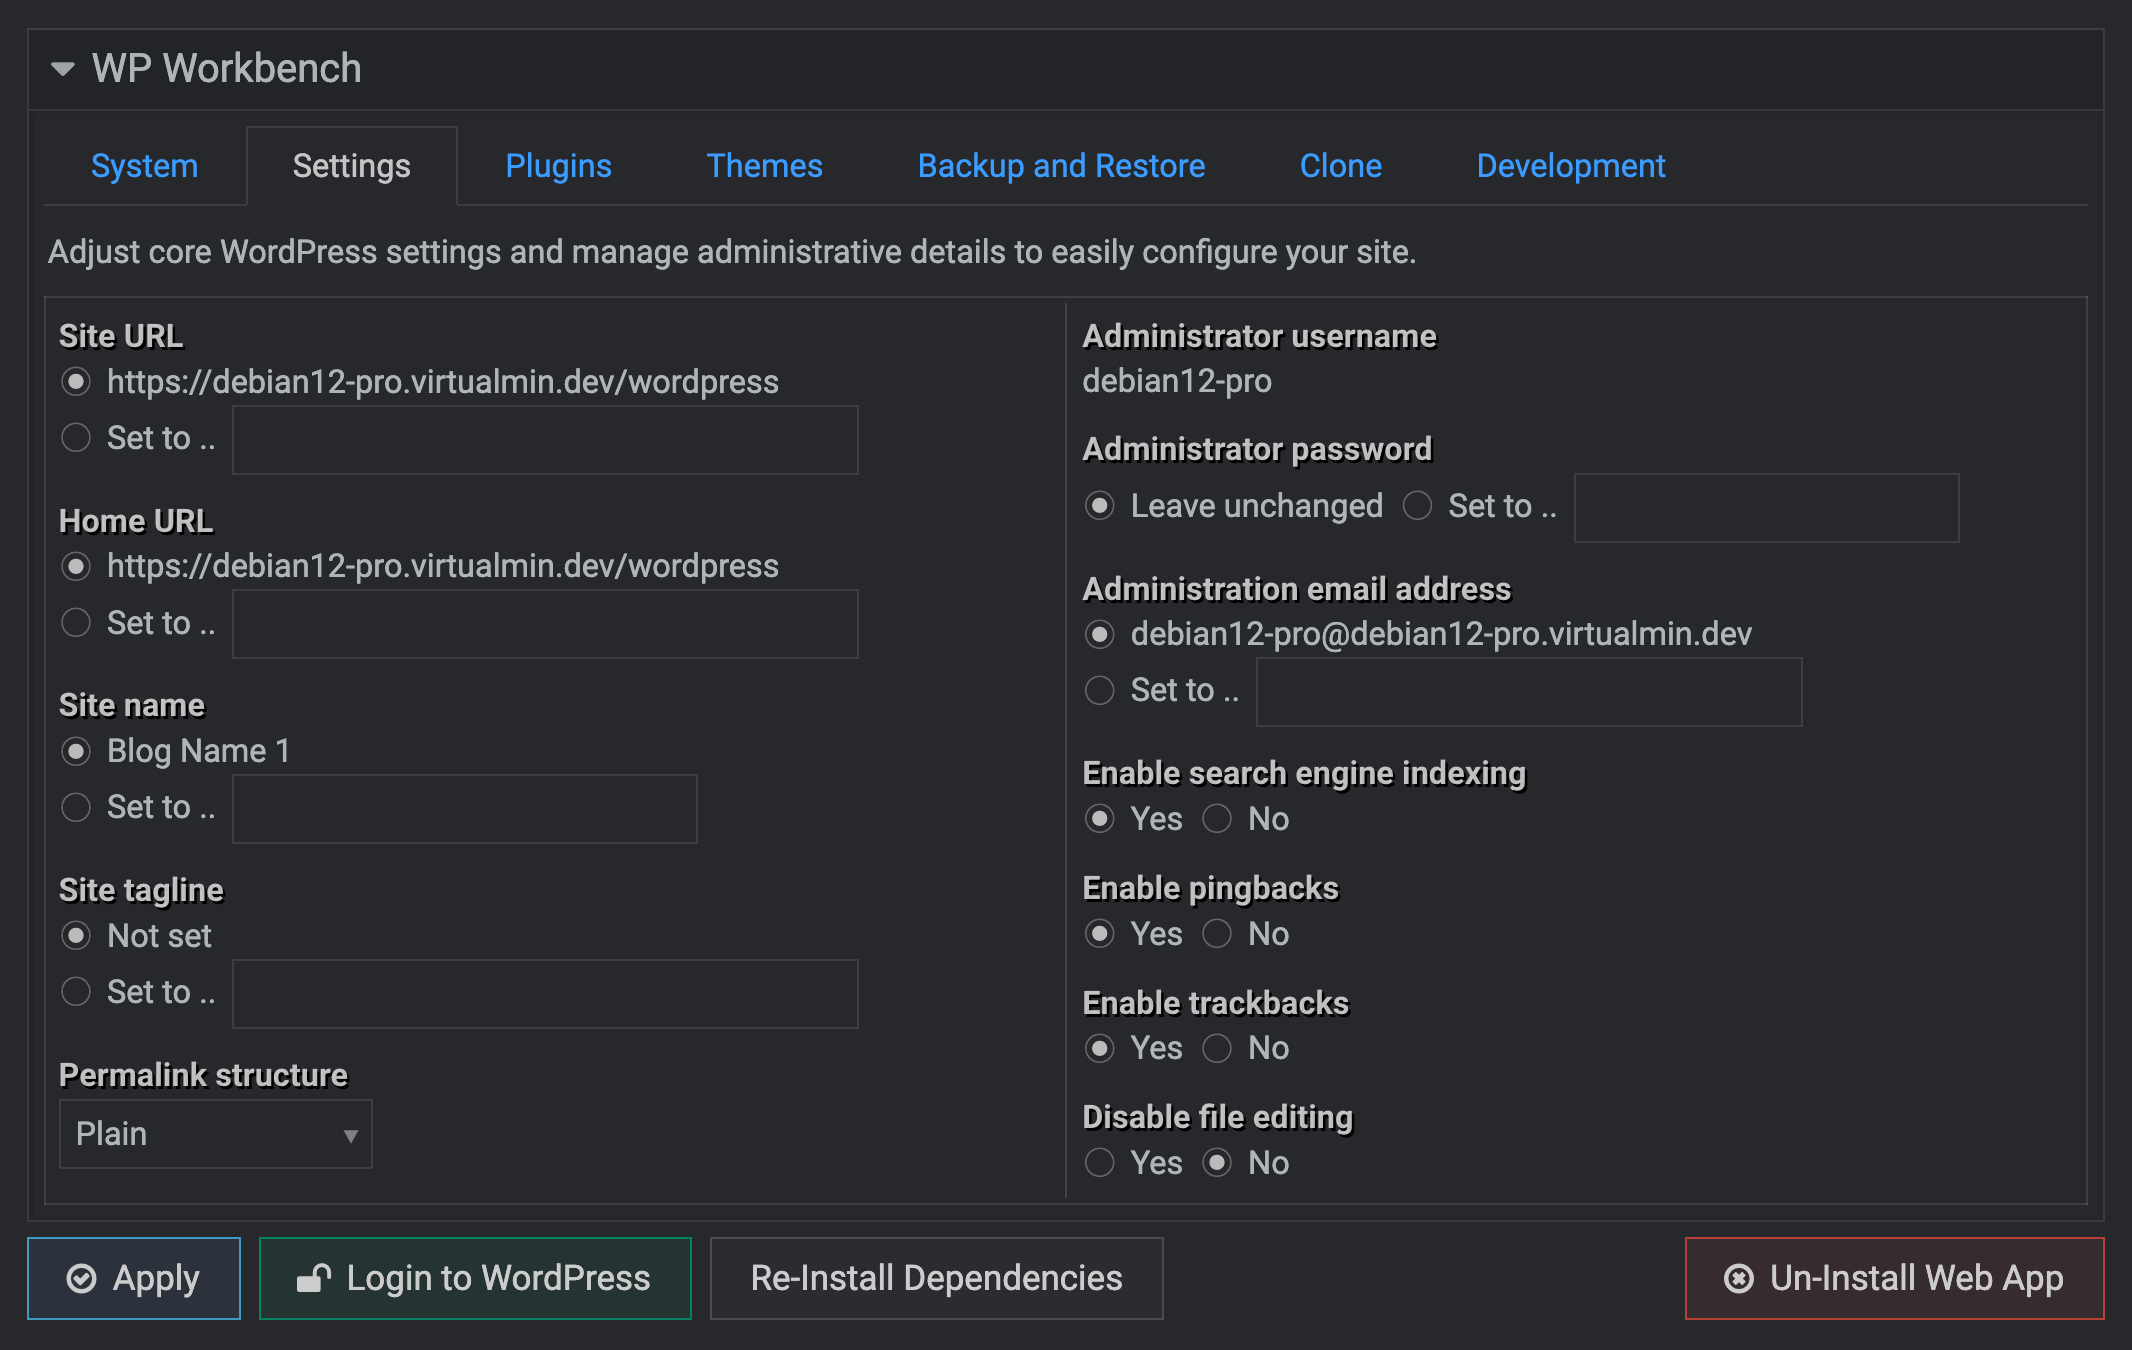 WP Workbench
System Settings Plugins Themes Backup and Restore Clone Development
Adjust core WordPress settings and manage administrative details to easily configure your site.
Site URL
https://debian12-pro.virtualmin.dev/wordpress
Set to ..
Home URL
https://debian12-pro.virtualmin.dev/wordpress
Set to ..
Site name
Blog Name 1
Set to ..
Site tagline
Not set
Set to ..
Permalink structure
Plain
Administrator username
debian12-pro
Administrator password
Leave unchanged Set to ..
Administration email address
debian12-pro@debian12-pro.virtualmin.dev
Set to ..
Enable search engine indexing
Yes No
Enable pingbacks
Yes No
Enable trackbacks
Yes No
Disable file editing
Yes No
Apply Login to WordPress Re-Install Dependencies Un-Install Web App